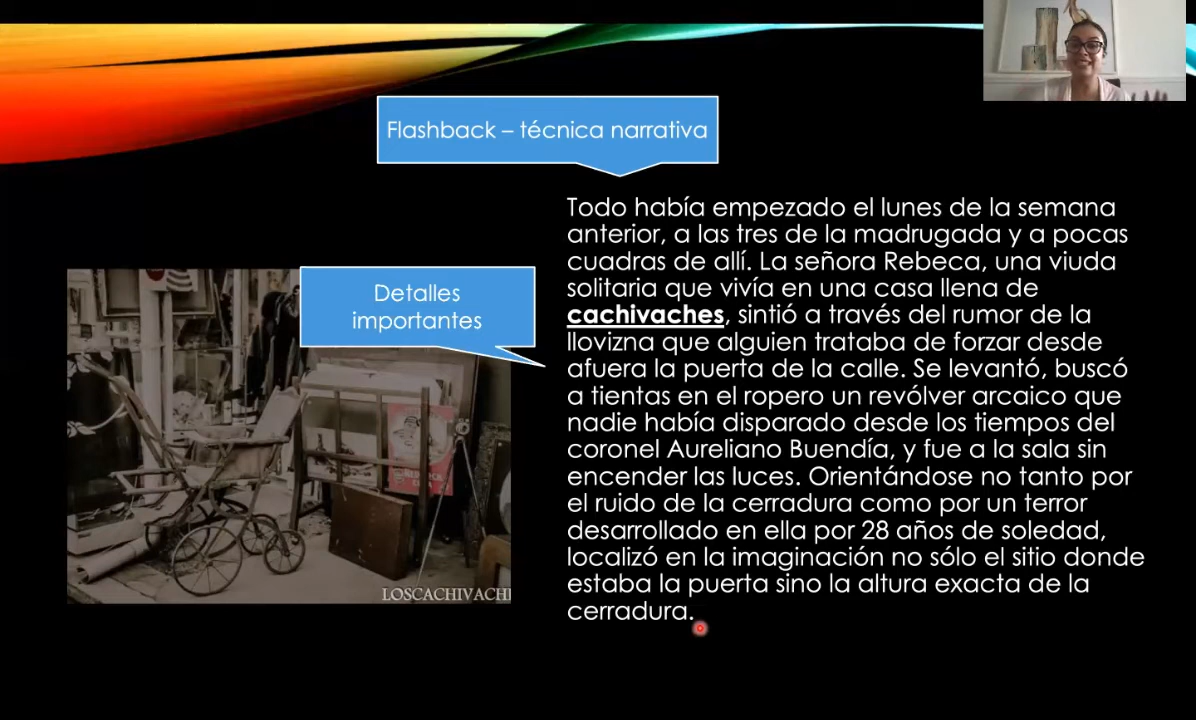 Flashback – técnica narrativa
Todo había empezado el lunes de la semana
anterior, a las tres de la madrugada y a pocas
cuadras de allí. La señora Rebeca, una viuda
solitaria que vivía en una casa llena de
cachivaches, sintió a través del rumor de la
llovizna que alguien trataba de forzar desde
afuera la puerta de la calle. Se levantó, buscó
a tientas en el ropero un revólver arcaico que
nadie había disparado desde los tiempos del
coronel Aureliano Buendía, y fue a la sala sin
encender las luces. Orientándose no tanto por
el ruido de la cerradura como por un terror
desarrollado en ella por 28 años de soledad,
localizó en la imaginación no sólo el sitio donde
estaba la puerta sino la altura exacta de la
cerradura.
Detalles
importantes
LOSCACHIVACH